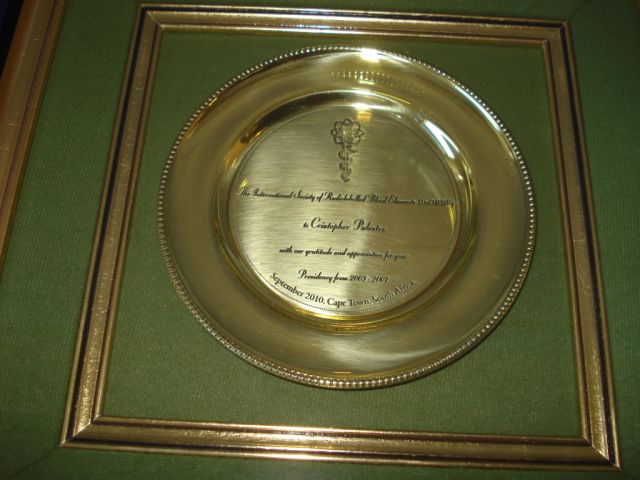 The International Society of Radiolabelled Blood Elements (ISORBE)
to Cristopher Palestro
with our gratitude and appreciation for your
Presidency from 2003 - 2007
September 2010, Cape Town, South Africa